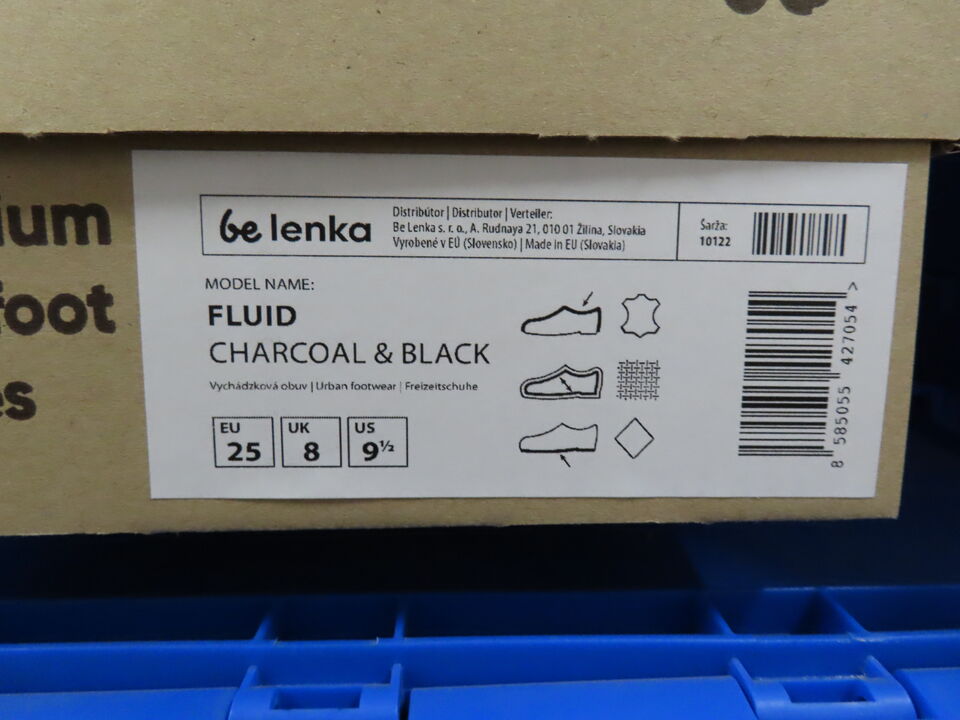 ium
foot
es
be lenka
Distribútor | Distributor | Verteiler:
Be Lenka s. r. o., A. Rudnaya 21, 010 01 Žilina, Slovakia
Vyrobené v EÚ (Slovensko) | Made in EU (Slovakia)
Šarža:
10122
MODEL NAME:
FLUID
CHARCOAL & BLACK
Vychádzková obuv | Urban footwear | Freizeitschuhe
EU
25
UK
8
US
9½
8 585055 427054 >